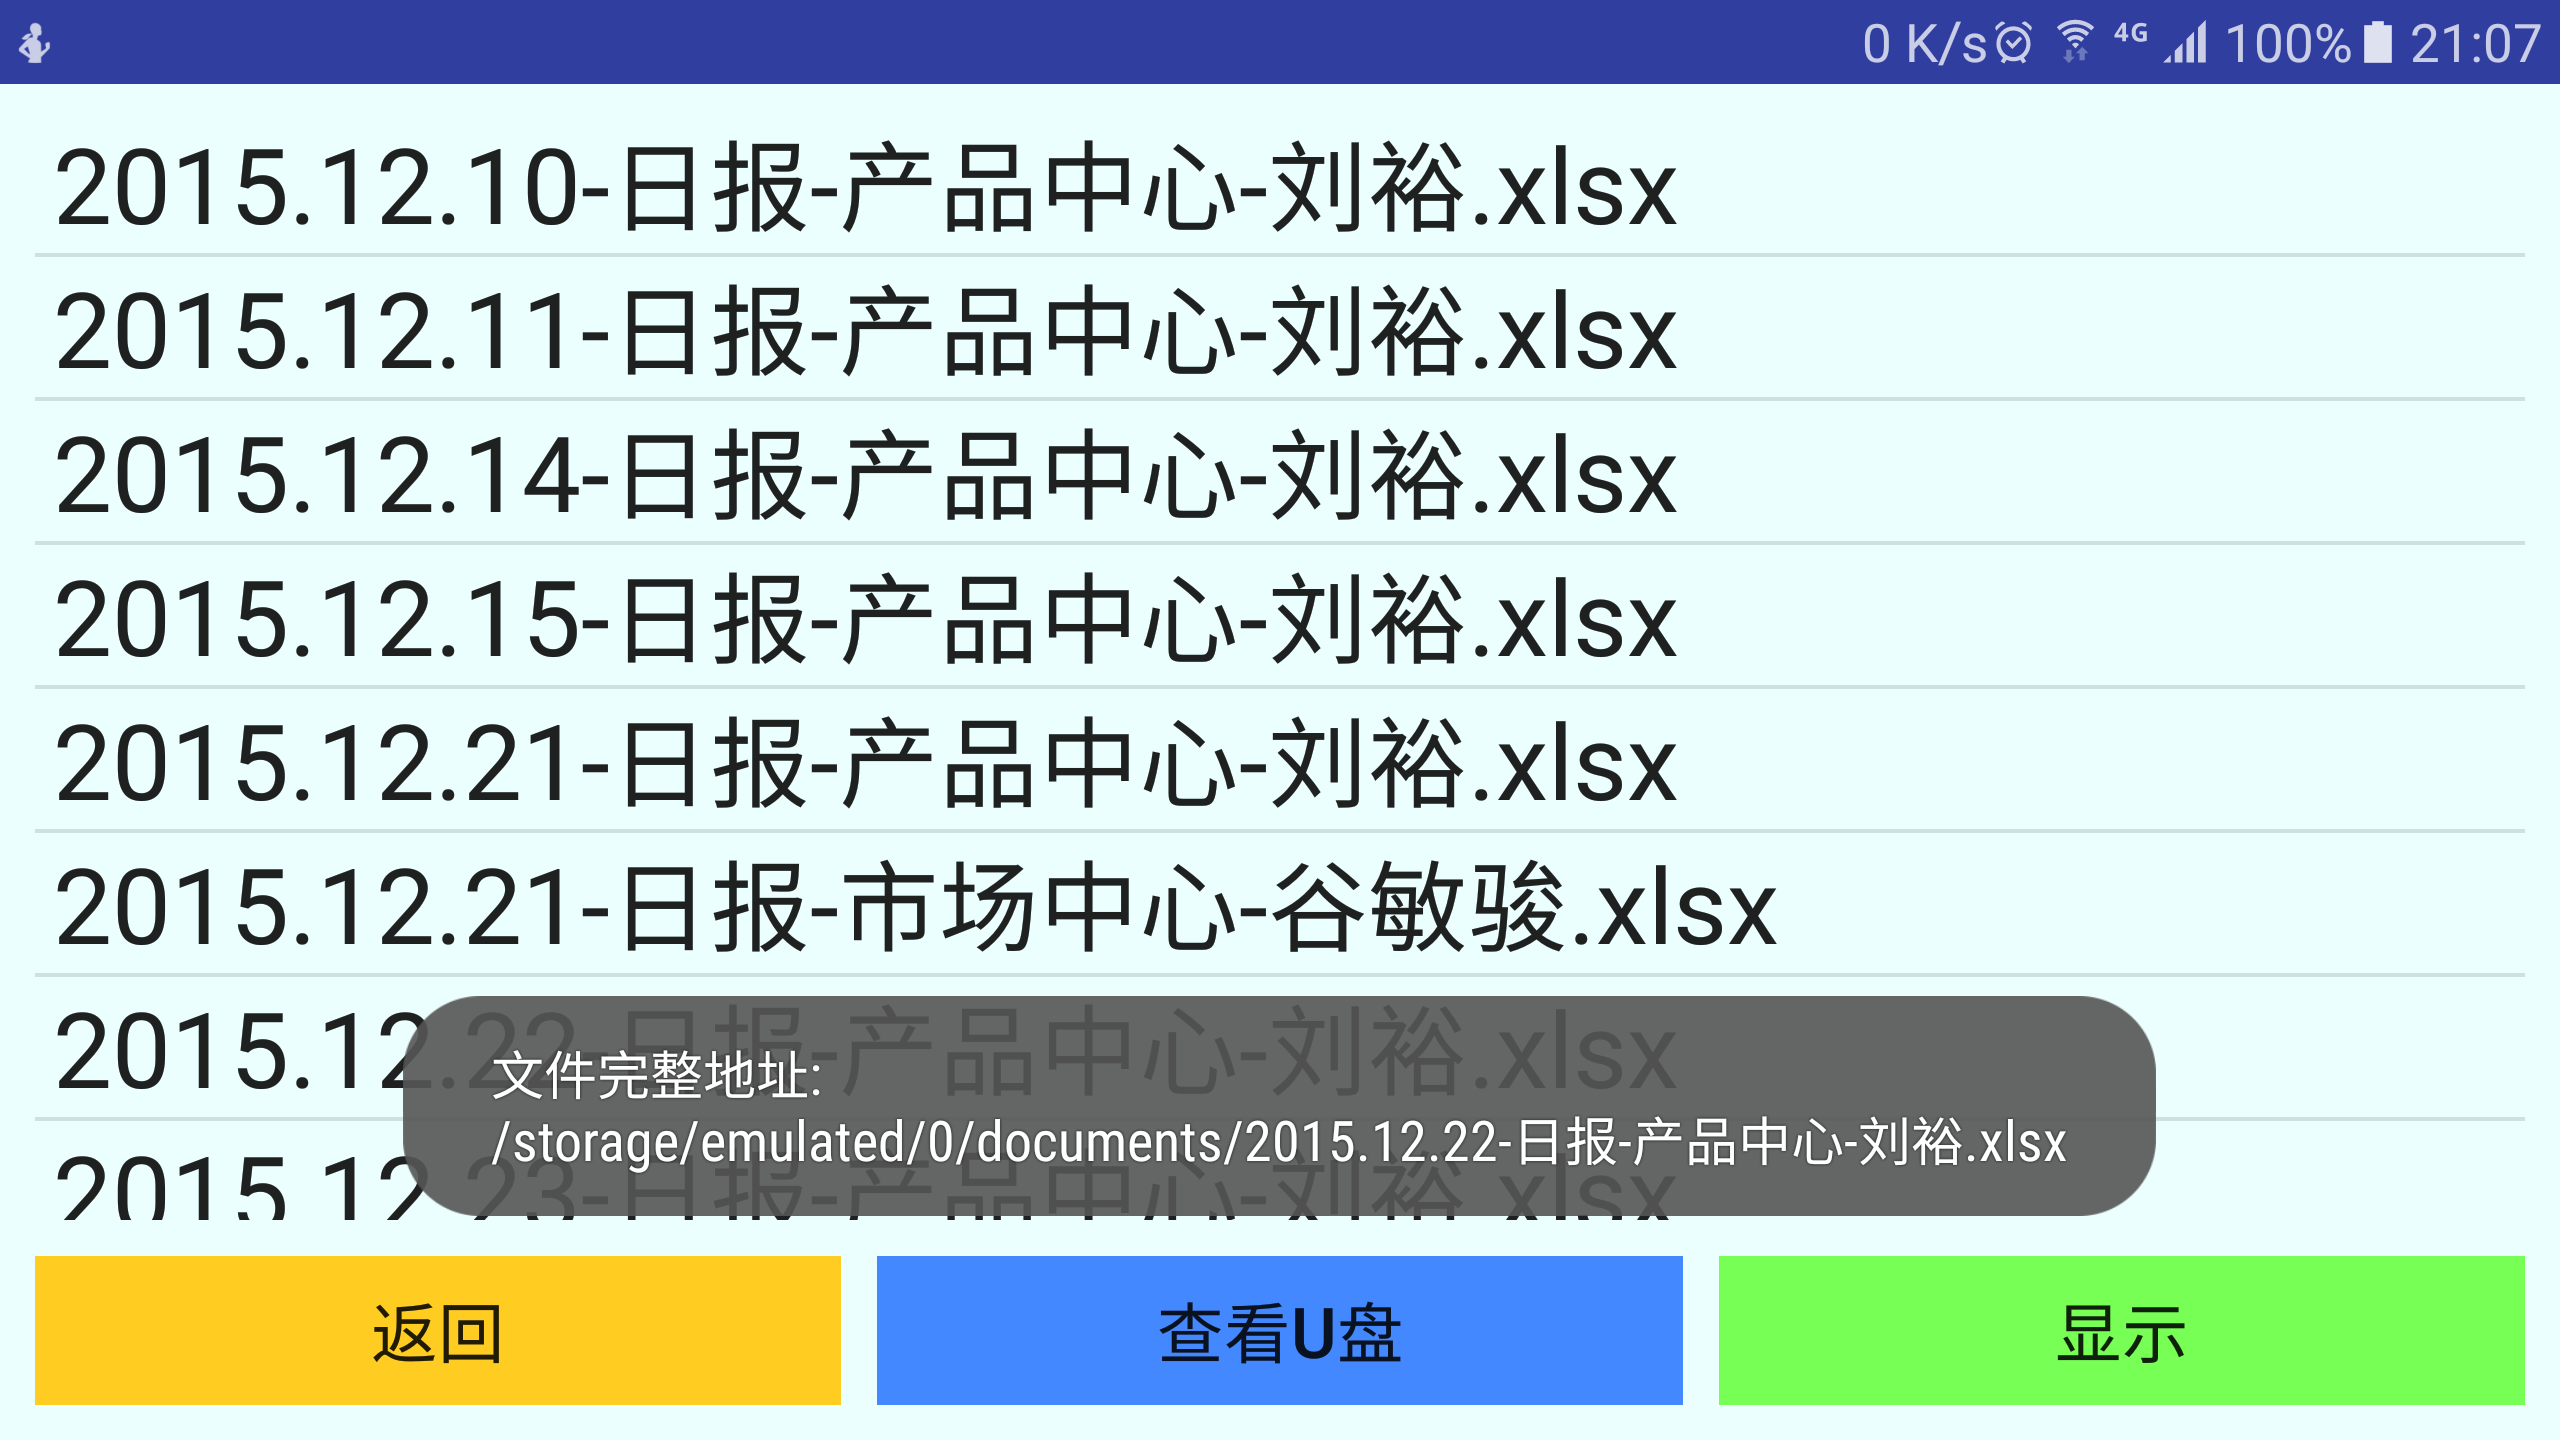 0 K/s 4G 100% 21:07
2015.12.10-日报-产品中心-刘裕.xlsx
2015.12.11-日报-产品中心-刘裕.xlsx
2015.12.14-日报-产品中心-刘裕.xlsx
2015.12.15-日报-产品中心-刘裕.xlsx
2015.12.21-日报-产品中心-刘裕.xlsx
2015.12.21-日报-市场中心-谷敏骏.xlsx
2015.12.22-日报-产品中心-刘裕.xlsx
文件完整地址:
/storage/emulated/0/documents/2015.12.22-日报-产品中心-刘裕.xlsx
2015.12.23-日报-产品中心-刘裕.xlsx
返回
查看U盘
显示